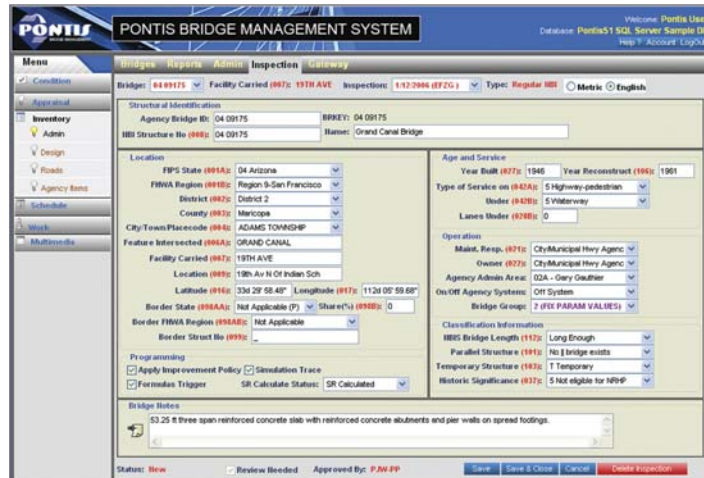 PONTIS
PONTIS BRIDGE MANAGEMENT SYSTEM
Welcome: Pontis Use
Database: Pontis51 SQL Server Sample D
Help ? Account LogOu
Menu
Bridges Reports Admin Inspection Gateway
Condition
Appraisal
Inventory
Admin
Design
Roads
Agency Items
Schedule
Work
Multimedia
Bridge: 04 09175 Facility Carried (007): 19TH AVE Inspection: 1/12/2006 (EFZG ) Type: Regular NBI Metric English
Structural Identification
Agency Bridge ID: 04 09175 BRKEY: 04 09175
NBI Structure No (008): 04 09175 Name: Grand Canal Bridge
Location
FIPS State (001A): 04 Arizona
FHWA Region (001B): Region 9-San Francisco
District (002): District 2
County (003): Maricopa
City/Town/Placecode (004): ADAMS TOWNSHIP
Feature Intersected (006A): GRAND CANAL
Facility Carried (007): 19TH AVE
Location (009): 19th Av N Of Indian Sch
Latitude (016): 33d 29' 58.48" Longitude (017): 112d 05' 59.68"
Border State (098AA): Not Applicable (P) Share(%) (098B): 0
Border FHWA Region (098AB): Not Applicable
Border Struct No (099): _
Programming
Apply Improvement Policy Simulation Trace
Formulas Trigger SR Calculate Status: SR Calculated
Age and Service
Year Built (027): 1946 Year Reconstruct (106): 1961
Type of Service on (042A): 5 Highway-pedestrian
Under (042B): 5 Waterway
Lanes Under (028B): 0
Operation
Maint. Resp. (021): City/Municipal Hwy Agenc
Owner (022): City/Municipal Hwy Agenc
Agency Admin Area: 02A - Gary Gauthier
On/Off Agency System: Off System
Bridge Group: ? (FIX PARAM VALUES)
Classification Information
NBIS Bridge Length (112): Long Enough
Parallel Structure (101): No || bridge exists
Temporary Structure (103): T Temporary
Historic Significance (037): 5 Not eligible for NRHP
Bridge Notes
53.25 ft three span reinforced concrete slab with reinforced concrete abutments and pier walls on spread footings.
Status: New Review Needed Approved By: PJW-PP Save Save & Close Cancel Delete Inspection